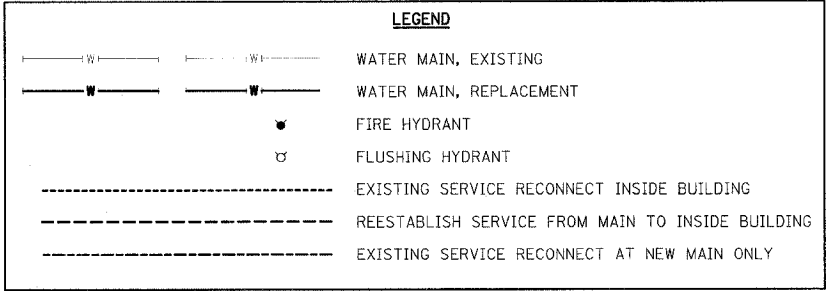 LEGEND
W W WATER MAIN, EXISTING
W W WATER MAIN, REPLACEMENT
FIRE HYDRANT
FLUSHING HYDRANT
EXISTING SERVICE RECONNECT INSIDE BUILDING
REESTABLISH SERVICE FROM MAIN TO INSIDE BUILDING
EXISTING SERVICE RECONNECT AT NEW MAIN ONLY